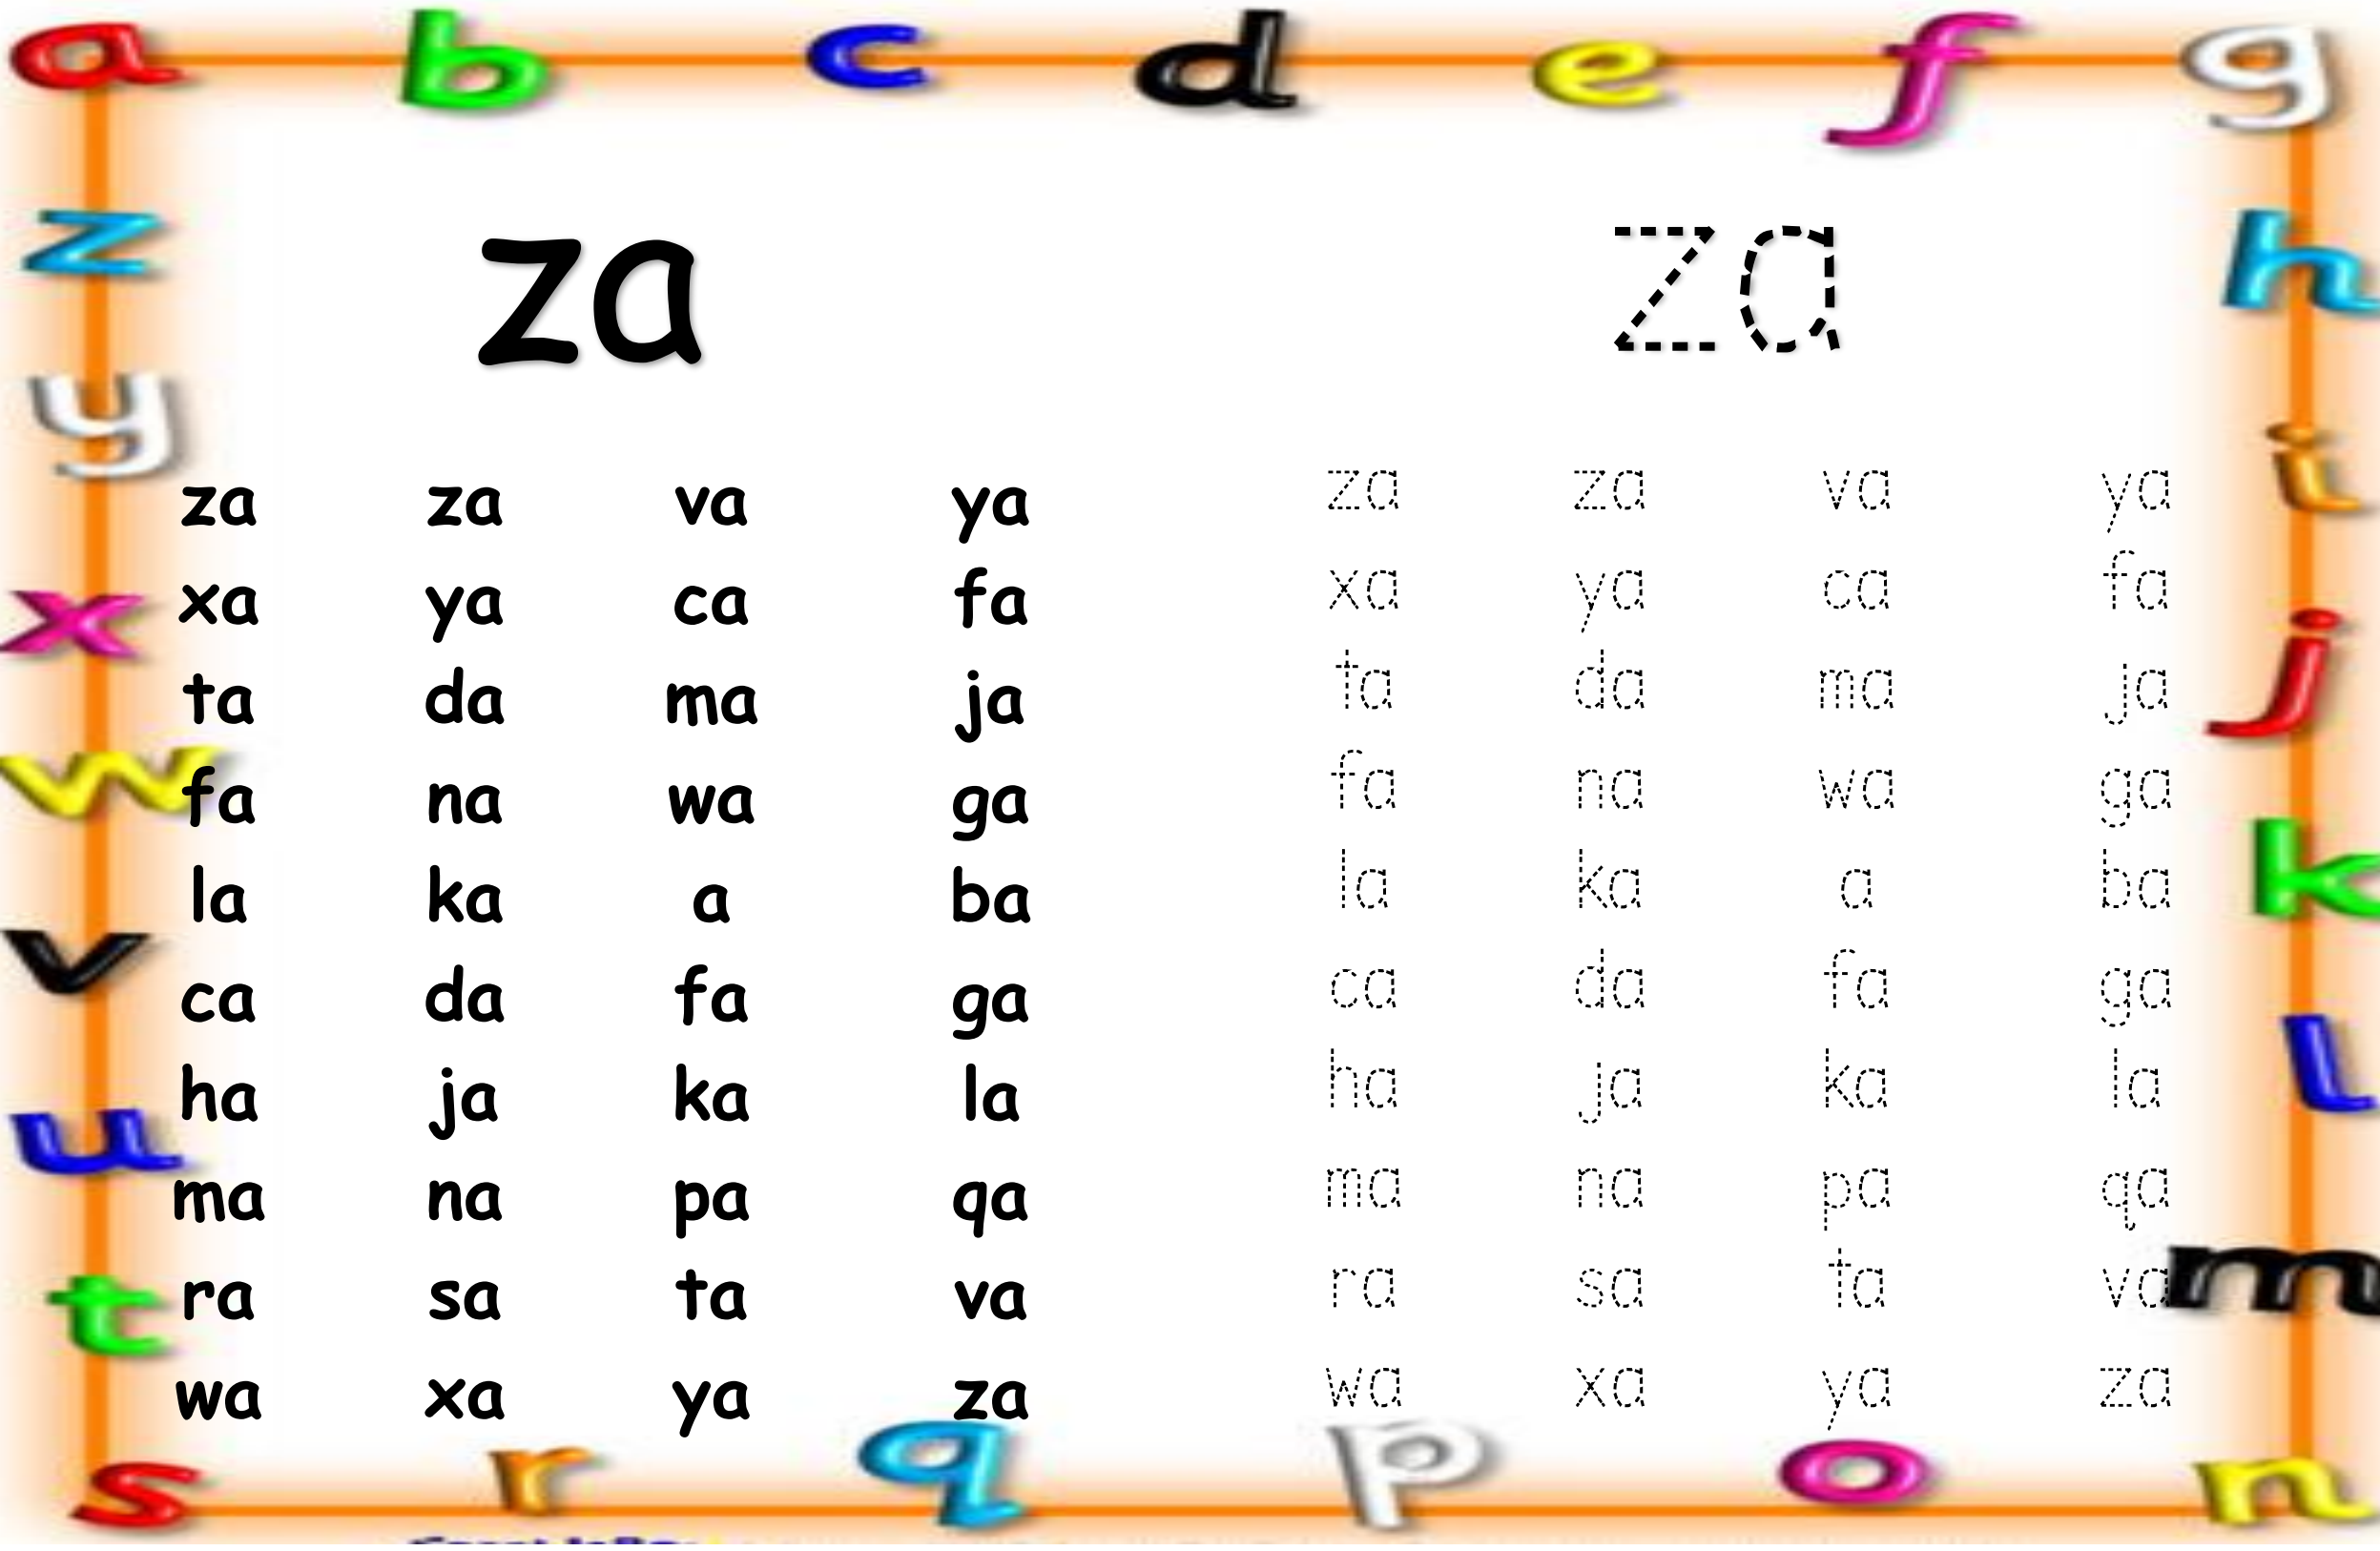 a b c d e f g
z za za h
y i
za za va ya za za va ya
x xa ya ca fa xa ya ca fa j
ta da ma ja ta da ma ja
w fa na wa ga fa na wa ga k
la ka a ba la ka a ba
v ca da fa ga ca da fa ga
u ha ja ka la ha ja ka la l
ma na pa qa ma na pa qa
t ra sa ta va ra sa ta va m
wa xa ya za wa xa ya za
s r q p o n